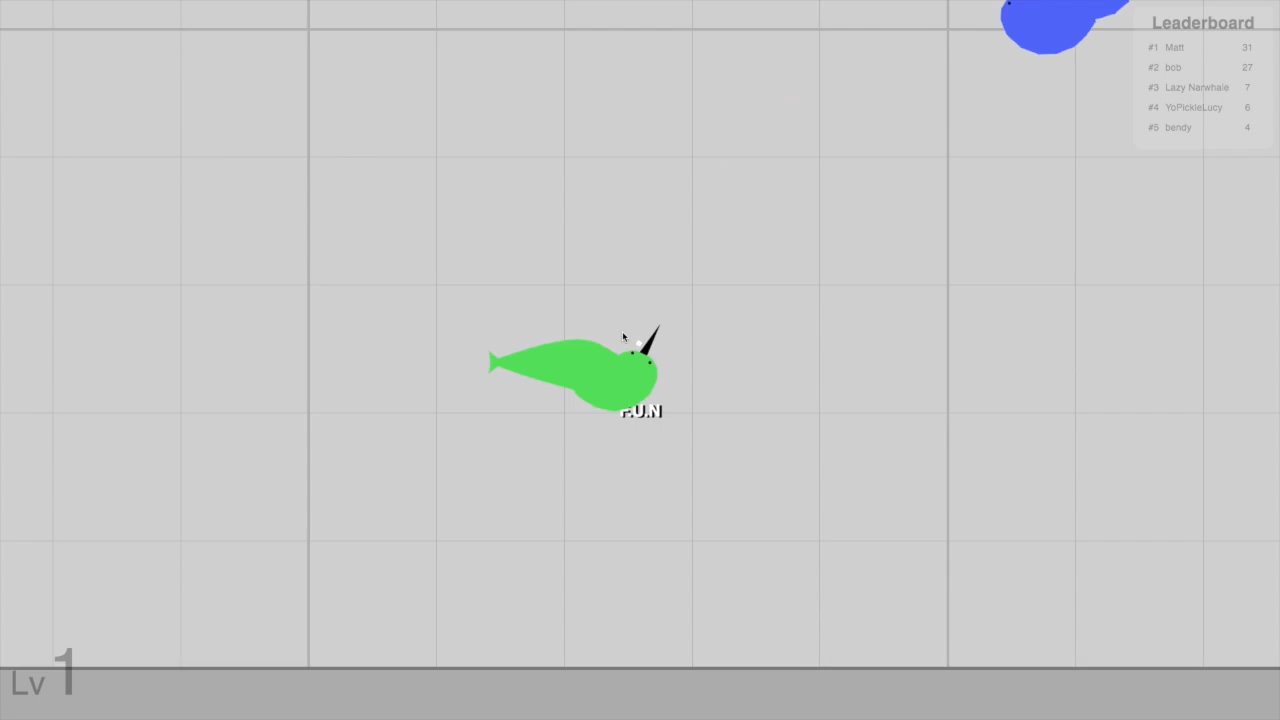 Leaderboard
#1 Matt 31
#2 bob 27
#3 Lazy Narwhale 7
#4 YoPickleLucy 6
#5 bendy 4
F.U.N
Lv 1